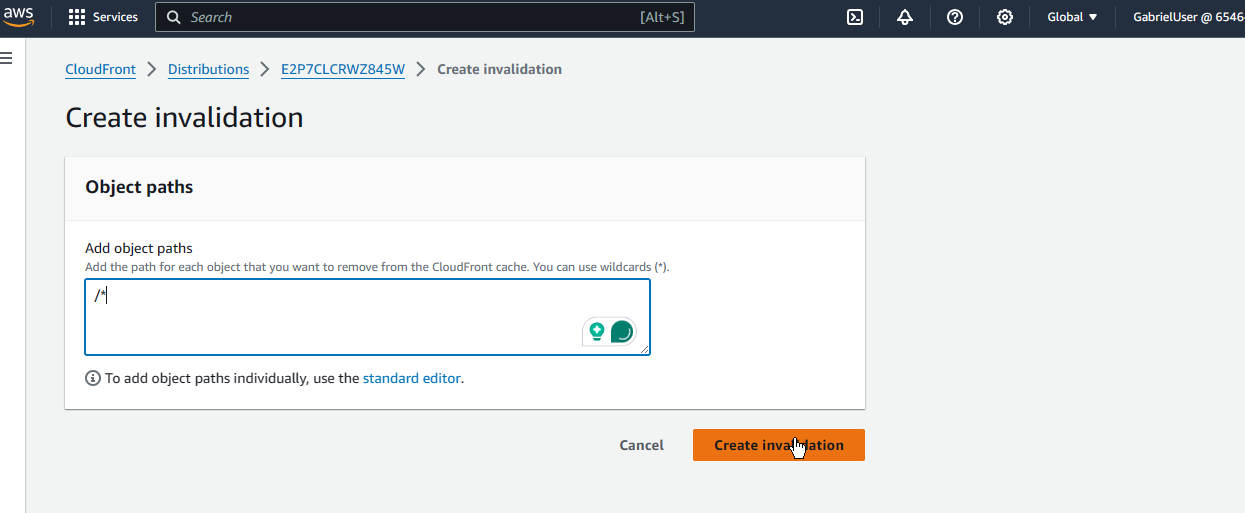 aws Services Search [Alt+S] Global GabrielUser @ 6546
CloudFront Distributions E2P7CLCRWZ845W Create invalidation
Create invalidation
Object paths
Add object paths
Add the path for each object that you want to remove from the CloudFront cache. You can use wildcards (*).
/*
To add object paths individually, use the standard editor.
Cancel Create invalidation